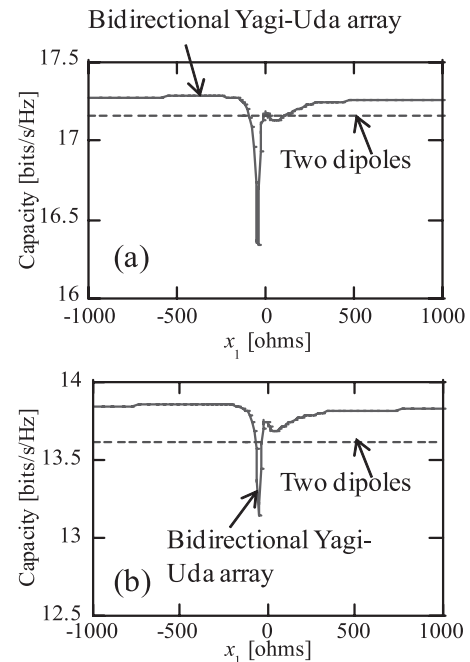 Bidirectional Yagi-Uda array
17.5
17
16.5
16
Capacity [bits/s/Hz]
Two dipoles
(a)
-1000 -500 0 500 1000
x1 [ohms]
14
13.5
13
12.5
Capacity [bits/s/Hz]
Two dipoles
Bidirectional Yagi-
Uda array
(b)
-1000 -500 0 500 1000
x1 [ohms]